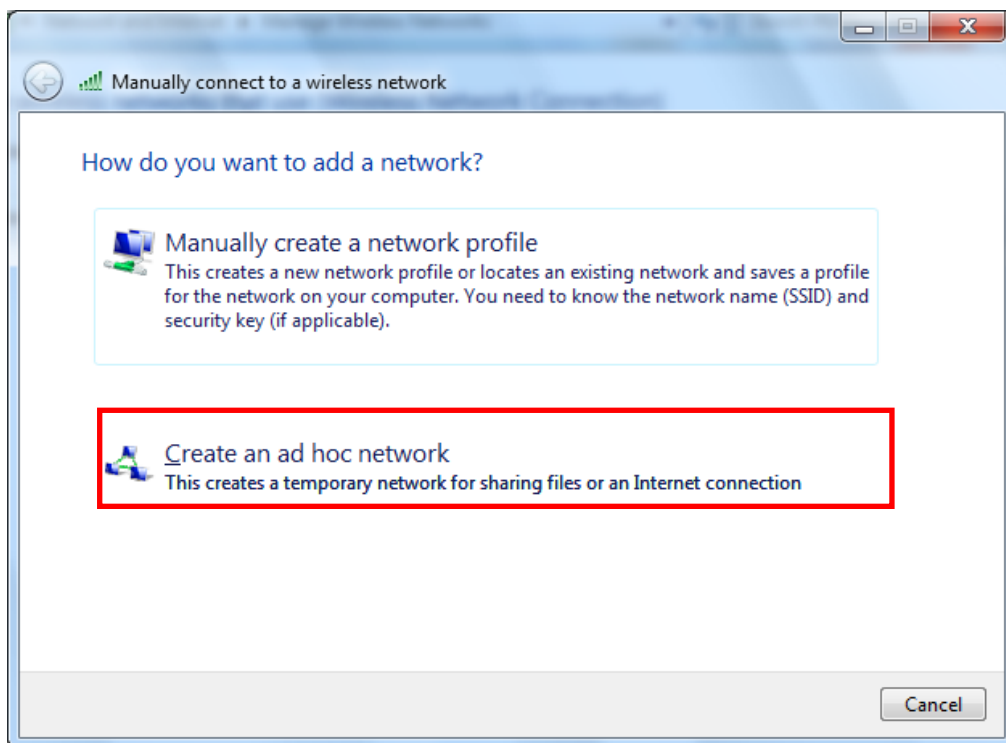 Manually connect to a wireless network
How do you want to add a network?
Manually create a network profile
This creates a new network profile or locates an existing network and saves a profile
for the network on your computer. You need to know the network name (SSID) and
security key (if applicable).
Create an ad hoc network
This creates a temporary network for sharing files or an Internet connection
Cancel